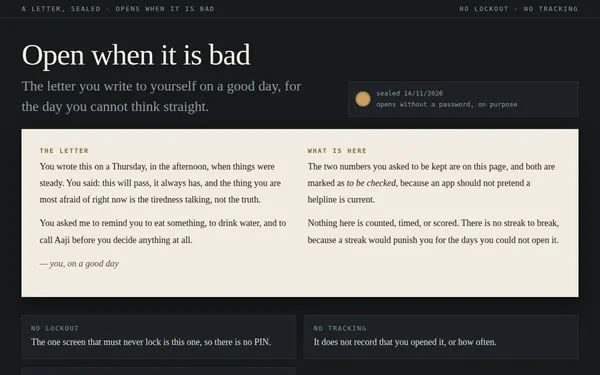 A LETTER, SEALED · OPENS WHEN IT IS BAD
NO LOCKOUT · NO TRACKING
Open when it is bad
The letter you write to yourself on a good day, for
the day you cannot think straight.
sealed 14/11/2026
opens without a password, on purpose
THE LETTER
You wrote this on a Thursday, in the afternoon, when things were
steady. You said: this will pass, it always has, and the thing you are
most afraid of right now is the tiredness talking, not the truth.
You asked me to remind you to eat something, to drink water, and to
call Aaji before you decide anything at all.
— you, on a good day
WHAT IS HERE
The two numbers you asked to be kept are on this page, and both are
marked as to be checked, because an app should not pretend a
helpline is current.
Nothing here is counted, timed, or scored. There is no streak to break,
because a streak would punish you for the days you could not open it.
NO LOCKOUT
The one screen that must never lock is this one, so there is no PIN.
NO TRACKING
It does not record that you opened it, or how often.